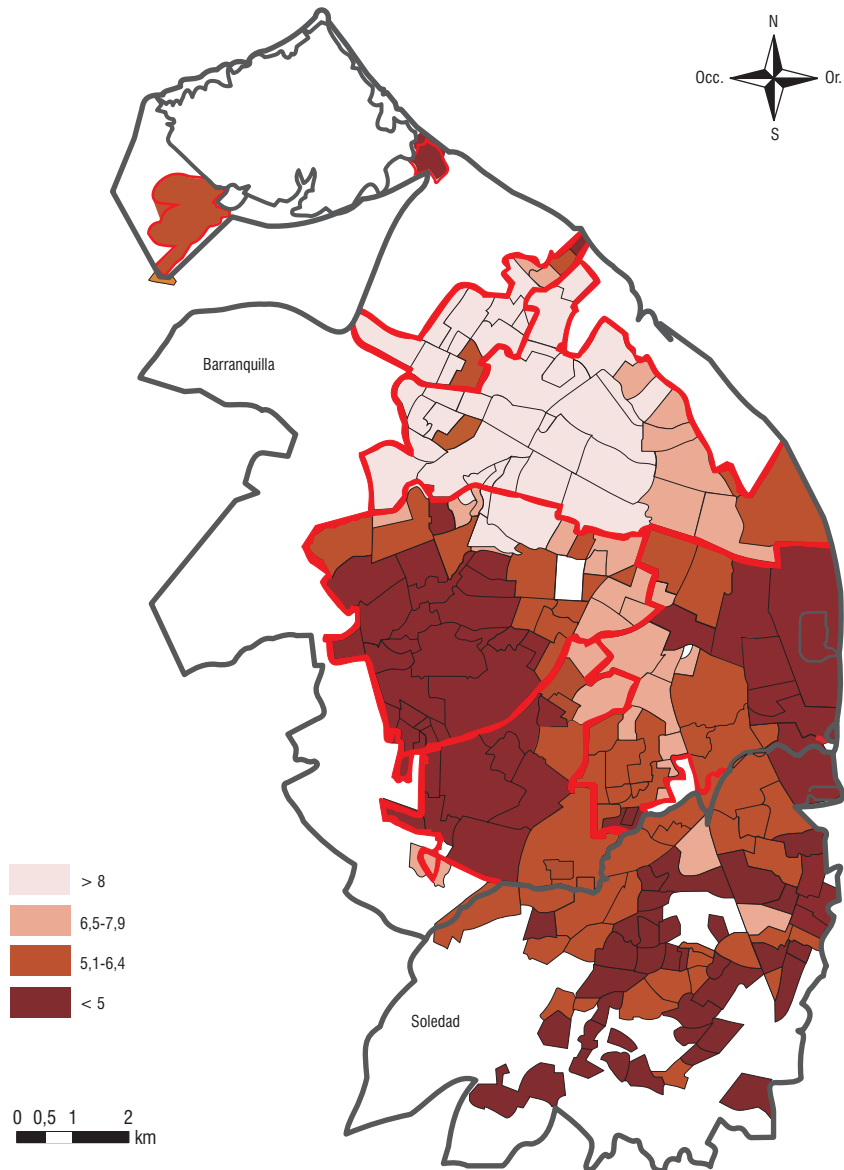 N
Occ.
Or.
S
Barranquilla
> 8
6,5-7,9
5,1-6,4
< 5
Soledad
0 0,5 1 2
km